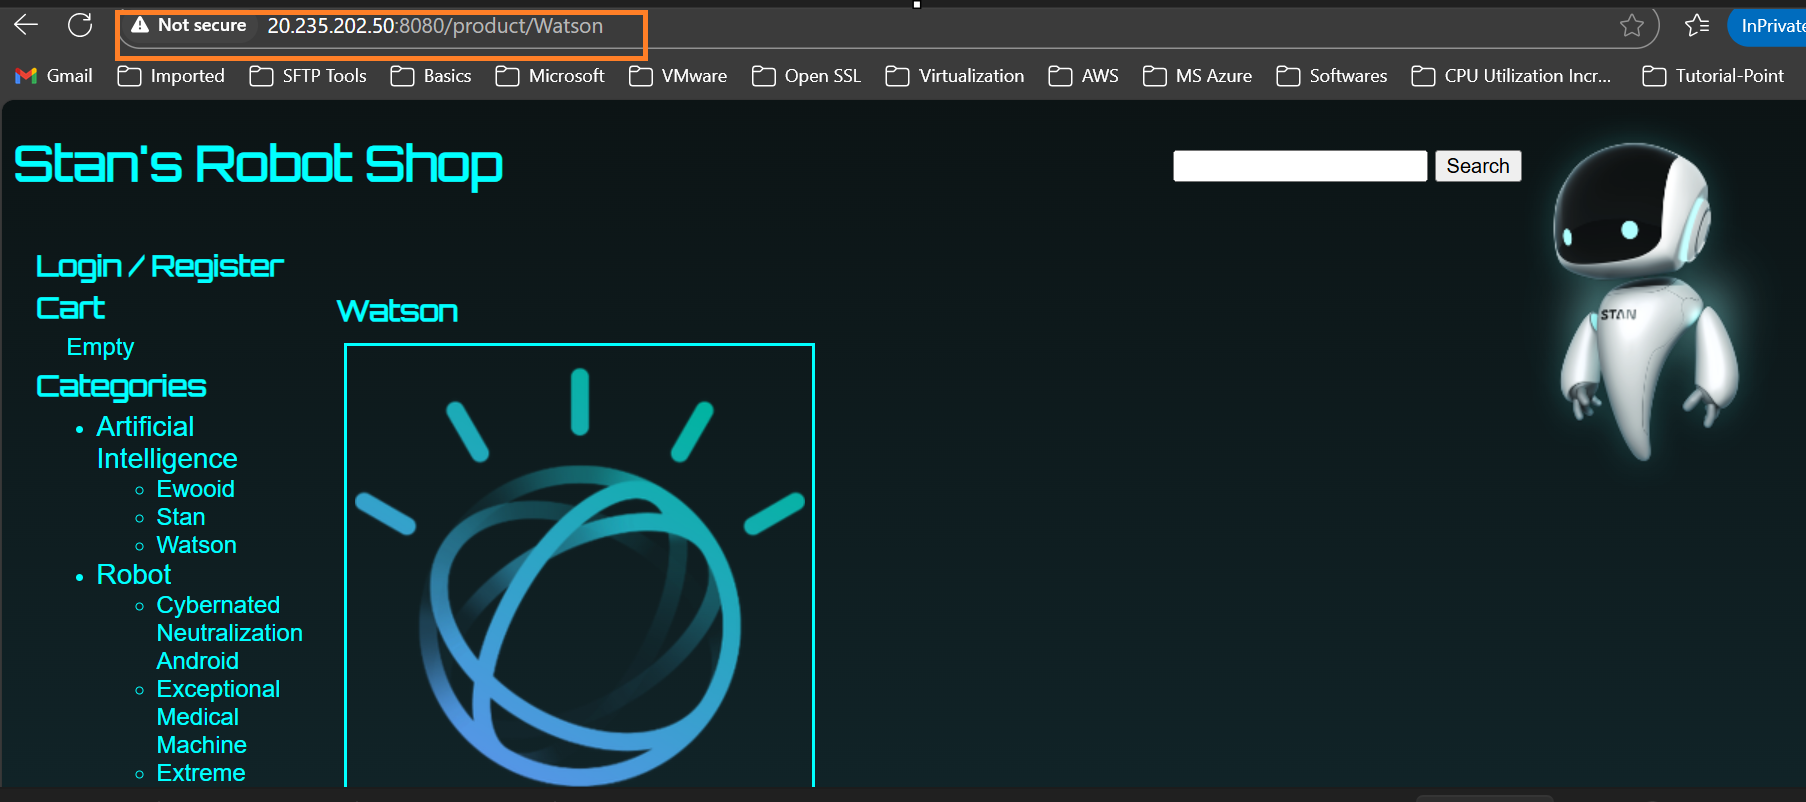 Not secure 20.235.202.50:8080/product/Watson InPrivate
Gmail Imported SFTP Tools Basics Microsoft VMware Open SSL Virtualization AWS MS Azure Softwares CPU Utilization Incr... Tutorial-Point
Stan's Robot Shop
Search
STAN
Login / Register
Cart
Empty
Watson
Categories
Artificial
Intelligence
Ewooid
Stan
Watson
Robot
Cybernated
Neutralization
Android
Exceptional
Medical
Machine
Extreme